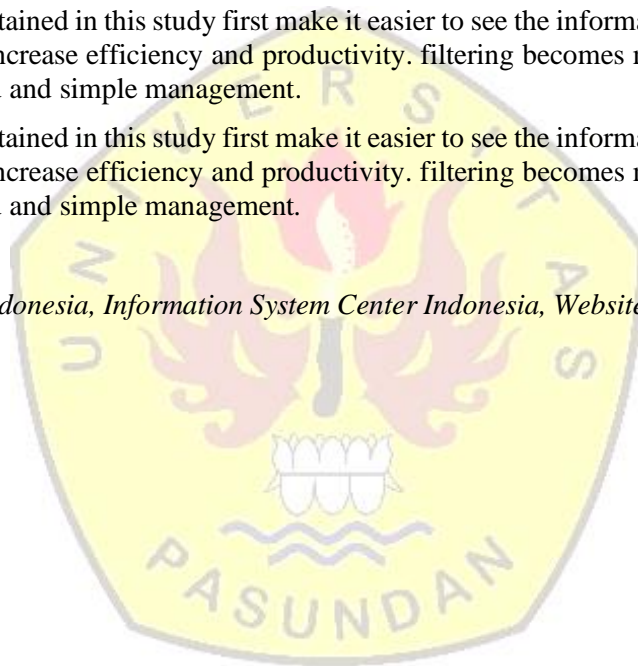 tained in this study first make it easier to see the informa
ncrease efficiency and productivity. filtering becomes
and simple management.
tained in this study first make it easier to see the informa
ncrease efficiency and productivity. filtering becomes
and simple management.
donesia, Information System Center Indonesia, Website
UNIVERSITAS
PASUNDAN